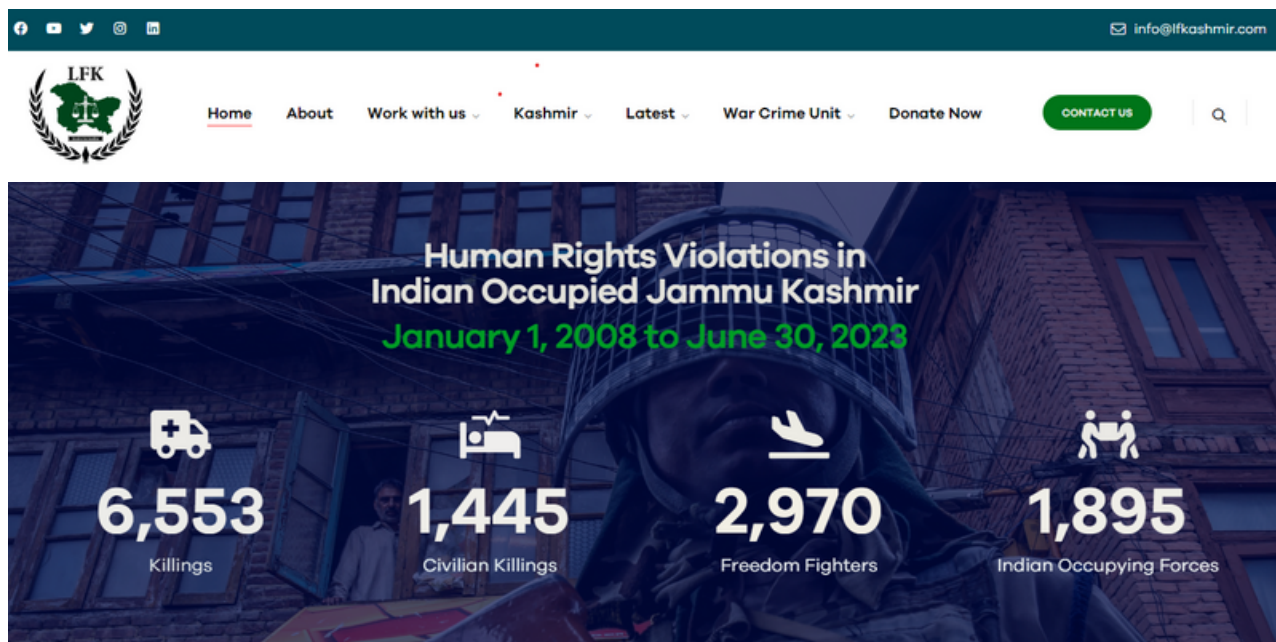 info@lfkashmir.com
LFK
Home About Work with us Kashmir Latest War Crime Unit Donate Now CONTACT US
Human Rights Violations in
Indian Occupied Jammu Kashmir
January 1, 2008 to June 30, 2023
6,553 1,445 2,970 1,895
Killings Civilian Killings Freedom Fighters Indian Occupying Forces